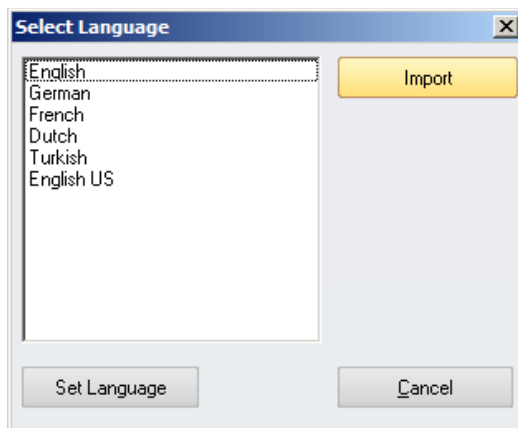 Select Language
English
German
French
Dutch
Turkish
English US
Import
Set Language
Cancel